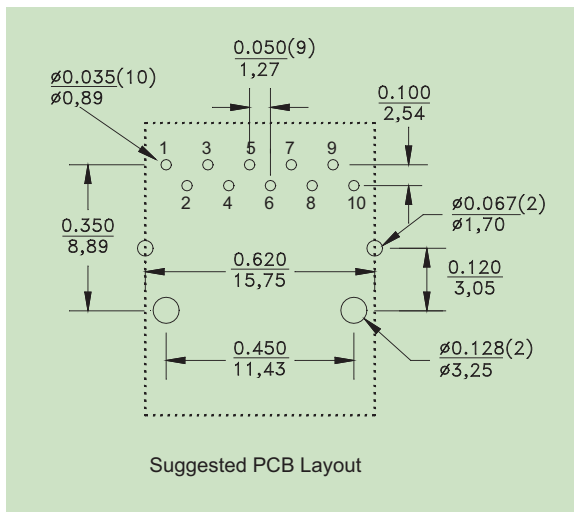 0.050(9)
1,27
ø0.035(10)
ø0,89
0.100
2,54
1 3 5 7 9
2 4 6 8 10
ø0.067(2)
ø1,70
0.350
8,89
0.620
15,75
0.120
3,05
0.450
11,43
ø0.128(2)
ø3,25
Suggested PCB Layout